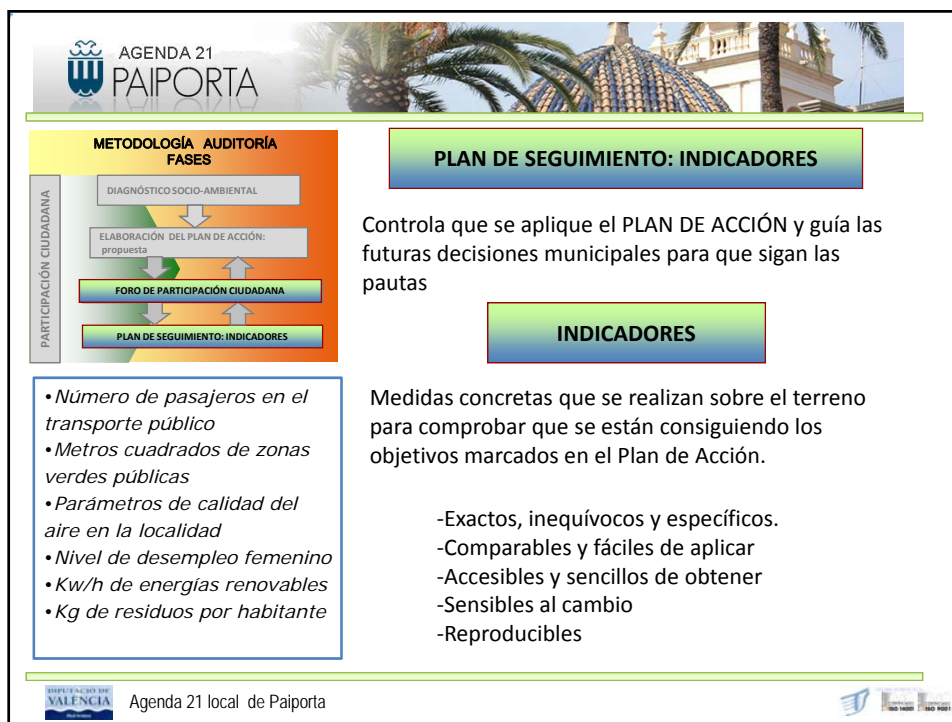 AGENDA 21
PAIPORTA
METODOLOGÍA AUDITORÍA
FASES
PARTICIPACIÓN CIUDADANA
DIAGNÓSTICO SOCIO-AMBIENTAL
ELABORACIÓN DEL PLAN DE ACCIÓN:
propuesta
FORO DE PARTICIPACIÓN CIUDADANA
PLAN DE SEGUIMIENTO: INDICADORES
PLAN DE SEGUIMIENTO: INDICADORES
Controla que se aplique el PLAN DE ACCIÓN y guía las
futuras decisiones municipales para que sigan las
pautas
INDICADORES
Medidas concretas que se realizan sobre el terreno
para comprobar que se están consiguiendo los
objetivos marcados en el Plan de Acción.
-Exactos, inequívocos y específicos.
-Comparables y fáciles de aplicar
-Accesibles y sencillos de obtener
-Sensibles al cambio
-Reproducibles
•Número de pasajeros en el
transporte público
•Metros cuadrados de zonas
verdes públicas
•Parámetros de calidad del
aire en la localidad
•Nivel de desempleo femenino
•Kw/h de energías renovables
•Kg de residuos por habitante
DIPUTACIÓ DE
VALÈNCIA
Agenda 21 local de Paiporta
ISO 14001
ISO 9001